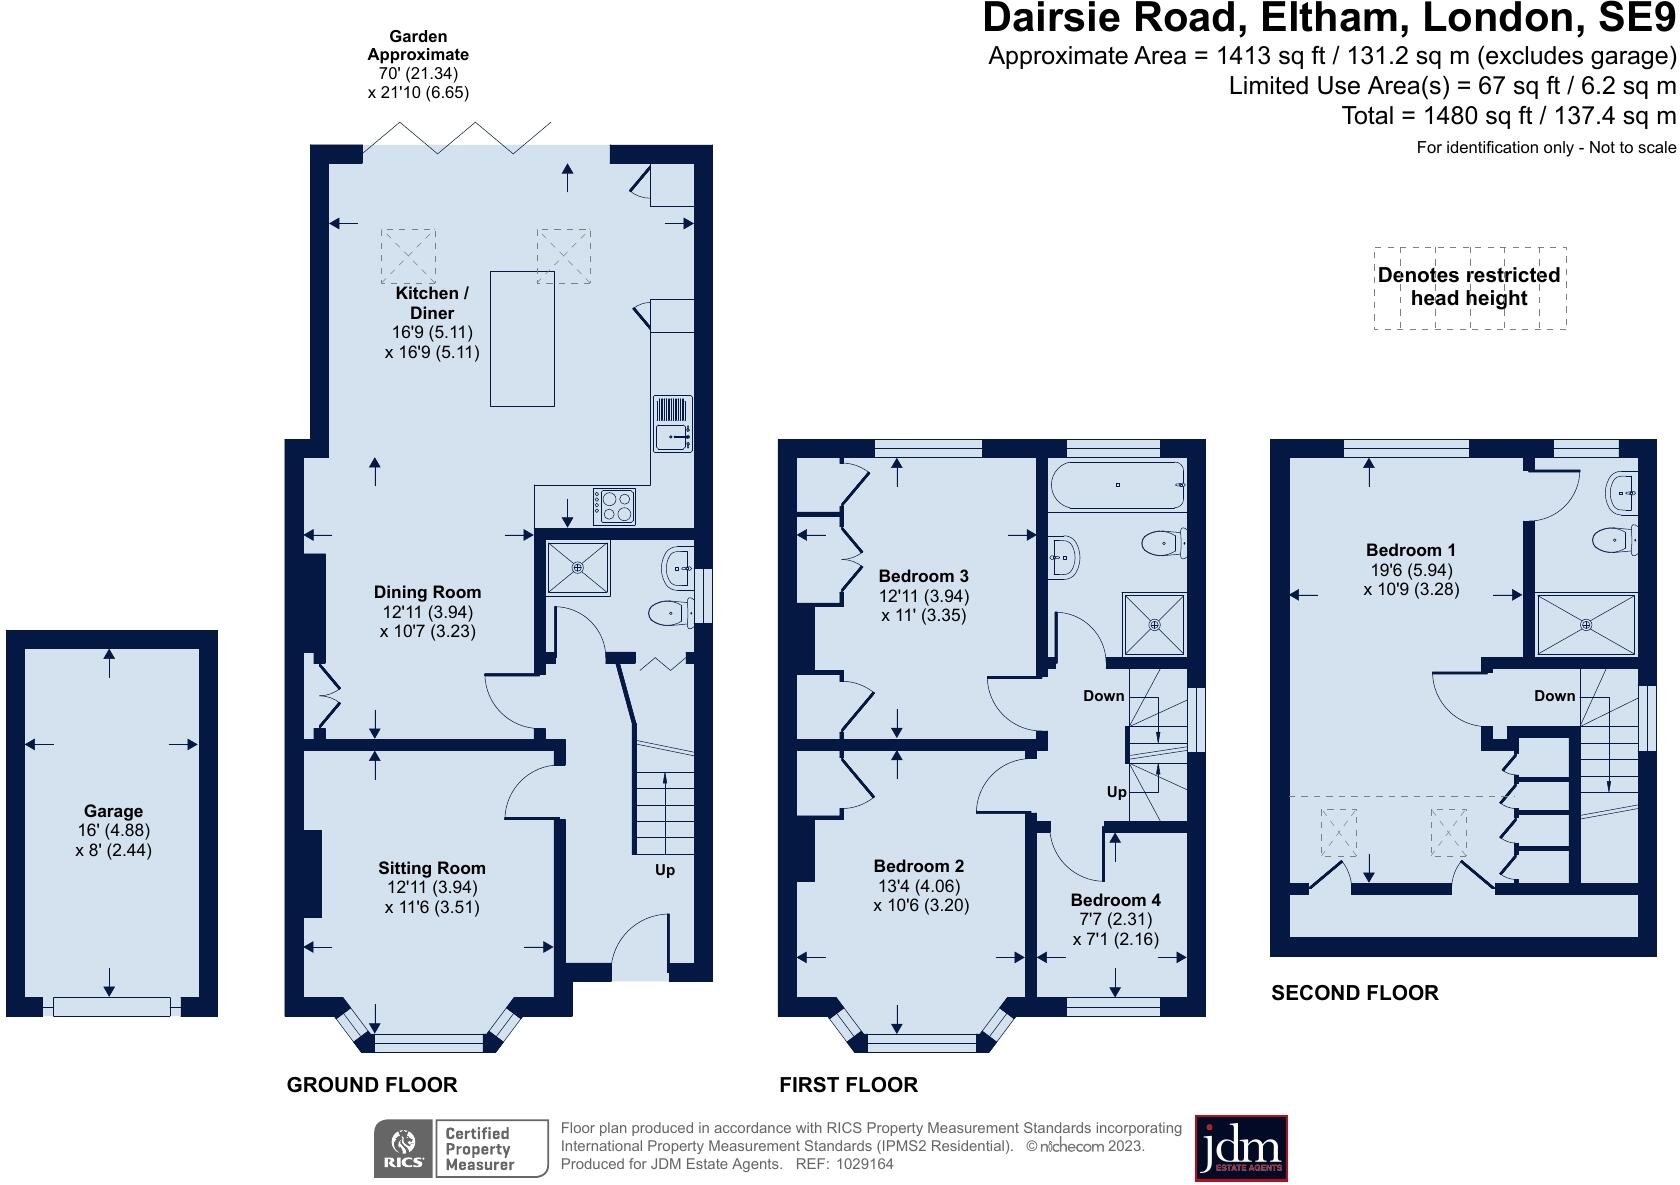 Dairsie Road, Eltham, London, SE9
Approximate Area = 1413 sq ft / 131.2 sq m (excludes garage)
Limited Use Area(s) = 67 sq ft / 6.2 sq m
Total = 1480 sq ft / 137.4 sq m
For identification only - Not to scale
Garden
Approximate
70' (21.34)
x 21'10 (6.65)
Denotes restricted
head height
Kitchen /
Diner
16'9 (5.11)
x 16'9 (5.11)
Dining Room
12'11 (3.94)
x 10'7 (3.23)
Sitting Room
12'11 (3.94)
x 11'6 (3.51)
Up
Garage
16' (4.88)
x 8' (2.44)
GROUND FLOOR
Bedroom 3
12'11 (3.94)
x 11' (3.35)
Down
Up
Bedroom 2
13'4 (4.06)
x 10'6 (3.20)
Bedroom 4
7'7 (2.31)
x 7'1 (2.16)
FIRST FLOOR
Bedroom 1
19'6 (5.94)
x 10'9 (3.28)
Down
SECOND FLOOR
RICS
Certified
Property
Measurer
Floor plan produced in accordance with RICS Property Measurement Standards incorporating
International Property Measurement Standards (IPMS2 Residential). © nichecom 2023.
Produced for JDM Estate Agents. REF: 1029164
jdm
ESTATE AGENTS